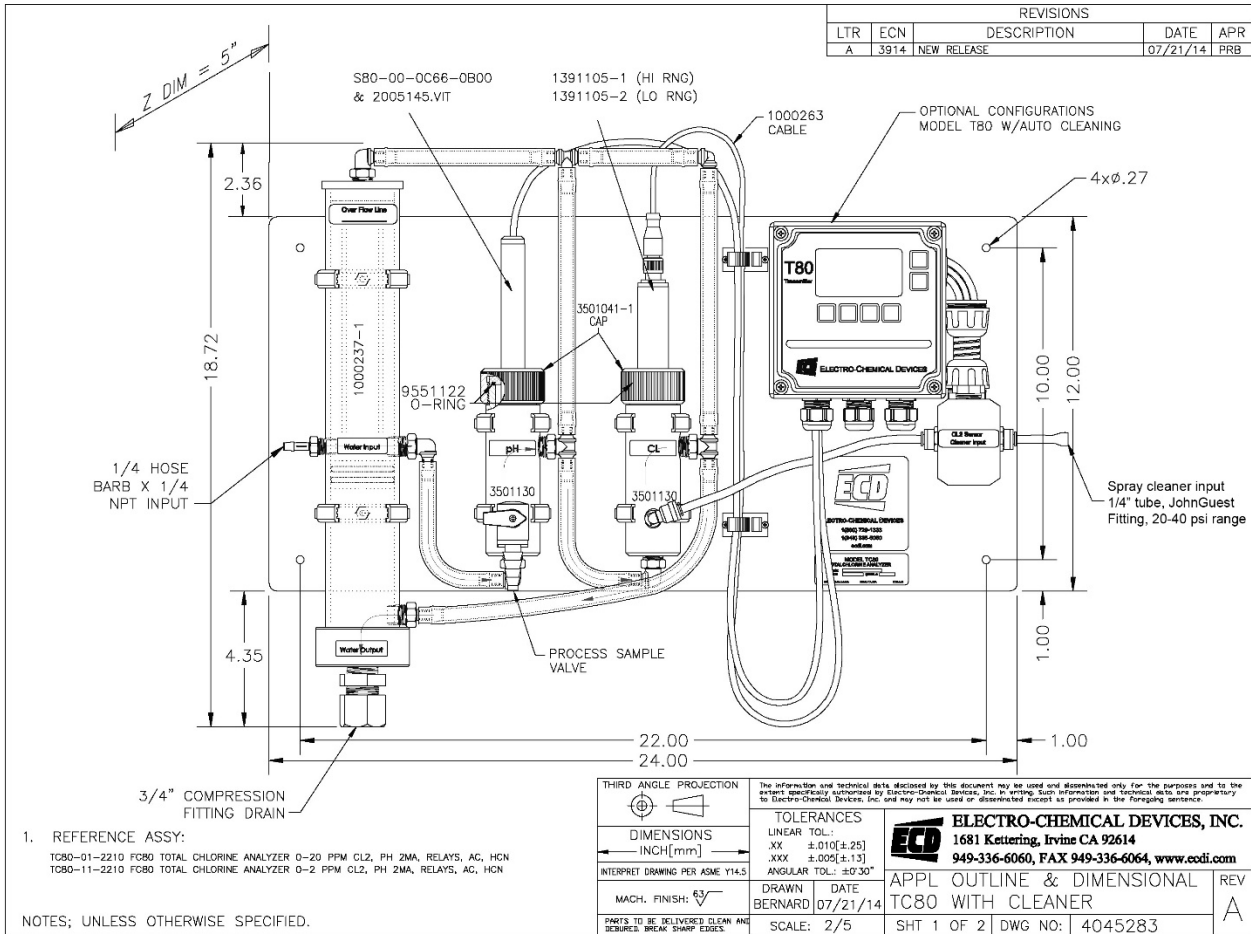 REVISIONS
LTR ECN DESCRIPTION DATE APR
A 3914 NEW RELEASE 07/21/14 PRB
Z DIM = 5"
S80-00-0C66-0B00
& 2005145.VIT
1391105-1 (HI RNG)
1391105-2 (LO RNG)
1000263
CABLE
OPTIONAL CONFIGURATIONS
MODEL T80 W/AUTO CLEANING
4xø.27
2.36
18.72
4.35
Over Flow Line
1000237-1
Water Input
Water Output
1/4 HOSE
BARB X 1/4
NPT INPUT
3501041-1
CAP
9551122
O-RING
pH
CL
3501130
3501130
T80
Transmitter
ECD ELECTRO-CHEMICAL DEVICES
CL2 Sensor
Cleaner Input
10.00
12.00
1.00
Spray cleaner input
1/4" tube, JohnGuest
Fitting, 20-40 psi range
ECD
ELECTRO-CHEMICAL DEVICES
ecdi.com
MODEL TC80
TOTAL CHLORINE ANALYZER
PROCESS SAMPLE
VALVE
22.00
1.00
24.00
3/4" COMPRESSION
FITTING DRAIN
1. REFERENCE ASSY:
TC80-01-2210 FC80 TOTAL CHLORINE ANALYZER 0-20 PPM CL2, PH 2MA, RELAYS, AC, HCN
TC80-11-2210 FC80 TOTAL CHLORINE ANALYZER 0-2 PPM CL2, PH 2MA, RELAYS, AC, HCN
NOTES; UNLESS OTHERWISE SPECIFIED.
THIRD ANGLE PROJECTION
DIMENSIONS
INCH[mm]
INTERPRET DRAWING PER ASME Y14.5
MACH. FINISH: 63
PARTS TO BE DELIVERED CLEAN AND
DEBURED. BREAK SHARP EDGES.
The information and technical data disclosed by this document may be used and disseminated only for the purposes and to the
extent specifically authorized by Electro-Chemical Devices, Inc. in writing. Such information and technical data are proprietary
to Electro-Chemical Devices, Inc. and may not be used or disseminated except as provided in the foregoing sentence.
TOLERANCES
LINEAR TOL.:
.XX ±.010[±.25]
.XXX ±.005[±.13]
ANGULAR TOL.: ±0°30"
DRAWN DATE
BERNARD 07/21/14
SCALE: 2/5
ECD
ELECTRO-CHEMICAL DEVICES, INC.
1681 Kettering, Irvine CA 92614
949-336-6060, FAX 949-336-6064, www.ecdi.com
APPL OUTLINE & DIMENSIONAL
TC80 WITH CLEANER
REV
A
SHT 1 OF 2 DWG NO: 4045283